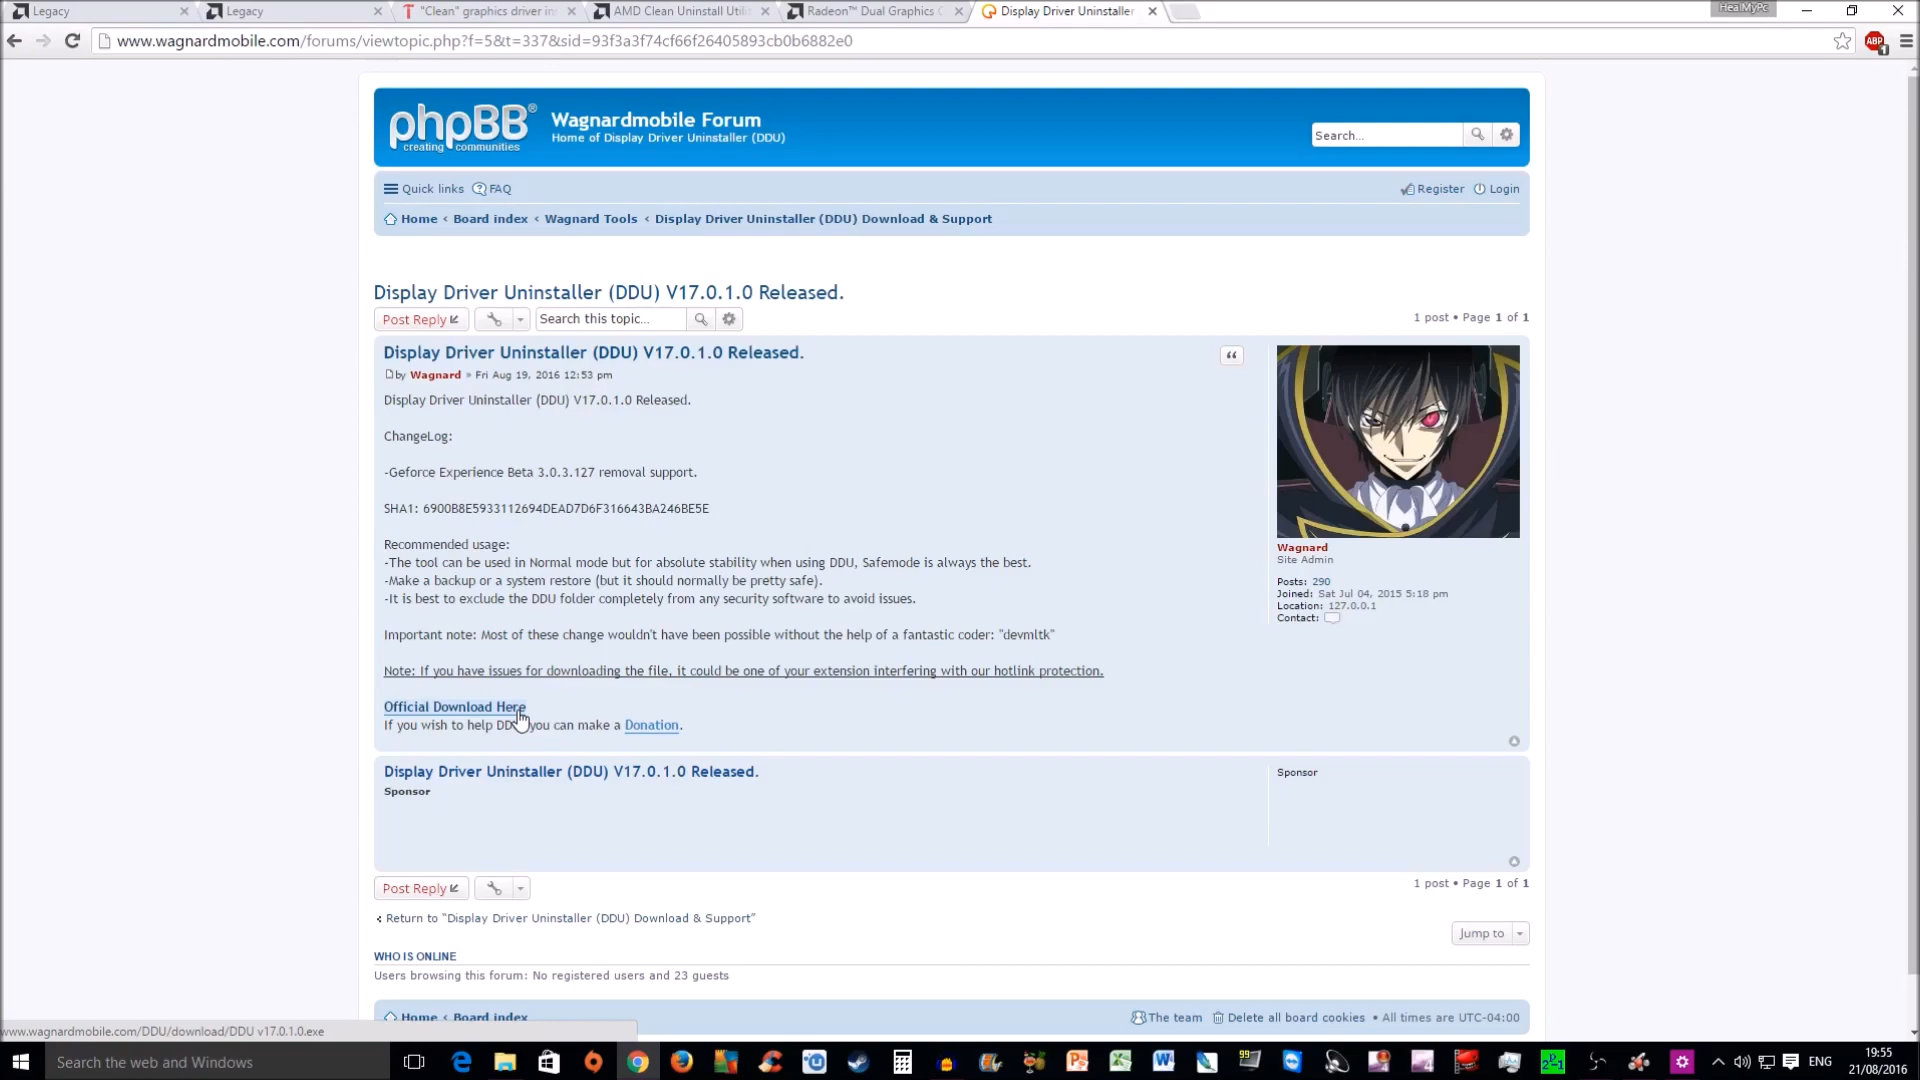 Legacy
Legacy
"Clean" graphics driver in
AMD Clean Uninstall Util
Radeon™ Dual Graphics C
Display Driver Uninstaller
HealMyPc
www.wagnardmobile.com/forums/viewtopic.php?f=5&t=337&sid=93f3a3f74cf66f26405893cb0b6882e0
ABP
1
phpBB®
creating communities
Wagnardmobile Forum
Home of Display Driver Uninstaller (DDU)
Search…
Quick links
FAQ
Register
Login
Home ‹ Board index ‹ Wagnard Tools ‹ Display Driver Uninstaller (DDU) Download & Support
Display Driver Uninstaller (DDU) V17.0.1.0 Released.
Post Reply
Search this topic…
1 post • Page 1 of 1
Display Driver Uninstaller (DDU) V17.0.1.0 Released.
by Wagnard » Fri Aug 19, 2016 12:53 pm
Display Driver Uninstaller (DDU) V17.0.1.0 Released.
ChangeLog:
-Geforce Experience Beta 3.0.3.127 removal support.
SHA1: 6900B8E5933112694DEAD7D6F316643BA246BE5E
Recommended usage:
-The tool can be used in Normal mode but for absolute stability when using DDU, Safemode is always the best.
-Make a backup or a system restore (but it should normally be pretty safe).
-It is best to exclude the DDU folder completely from any security software to avoid issues.
Important note: Most of these change wouldn't have been possible without the help of a fantastic coder: "devmltk"
Note: If you have issues for downloading the file, it could be one of your extension interfering with our hotlink protection.
Official Download Here
If you wish to help DDU you can make a Donation.
Wagnard
Site Admin
Posts: 290
Joined: Sat Jul 04, 2015 5:18 pm
Location: 127.0.0.1
Contact:
Display Driver Uninstaller (DDU) V17.0.1.0 Released.
Sponsor
Sponsor
Post Reply
1 post • Page 1 of 1
Return to "Display Driver Uninstaller (DDU) Download & Support"
Jump to
WHO IS ONLINE
Users browsing this forum: No registered users and 23 guests
Home ‹ Board index
The team
Delete all board cookies • All times are UTC-04:00
www.wagnardmobile.com/DDU/download/DDU v17.0.1.0.exe
Search the web and Windows
99
ENG
19:55
21/08/2016